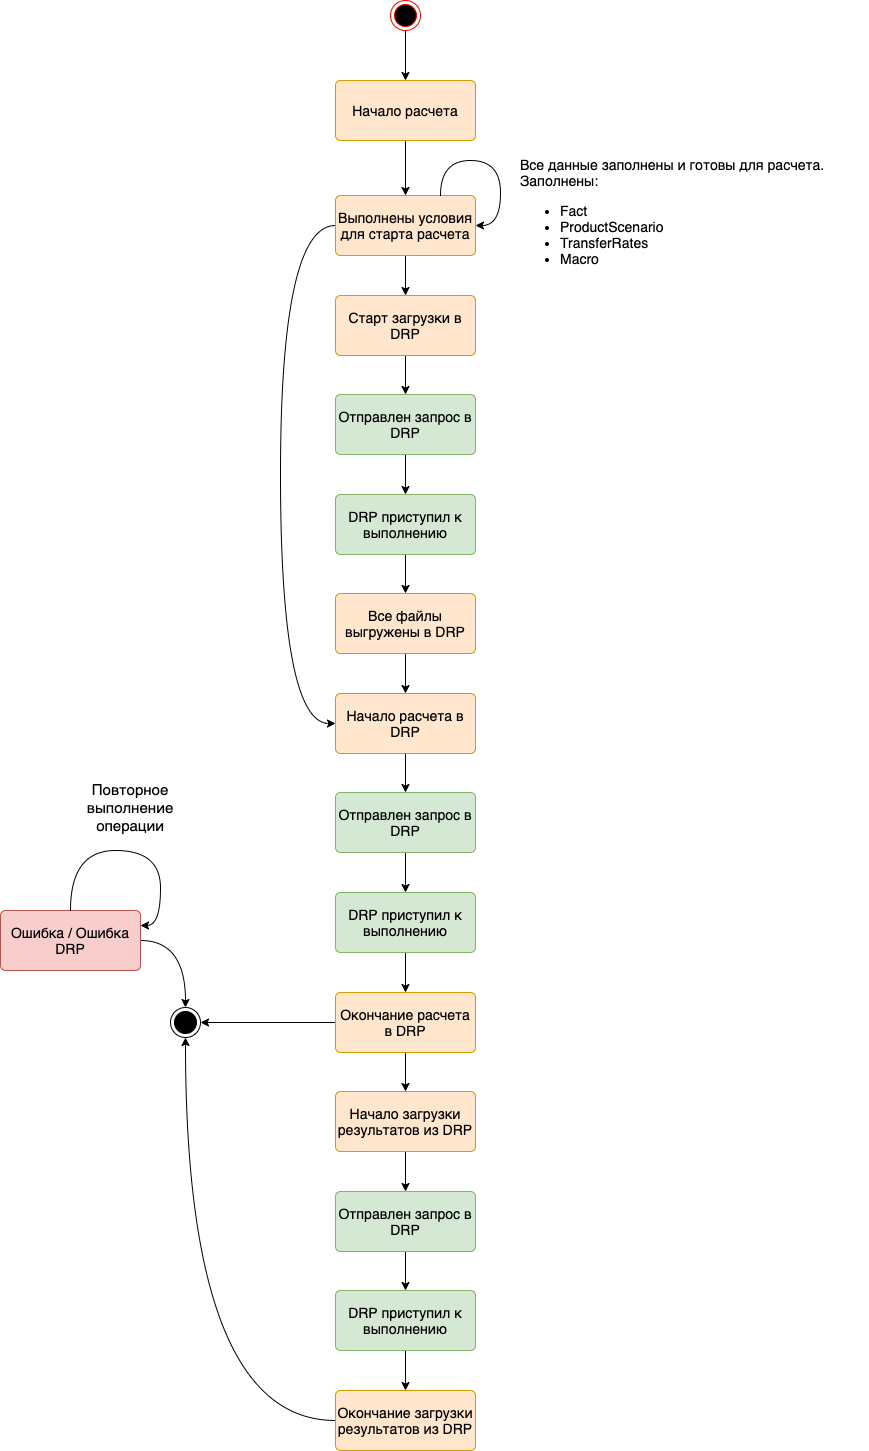 Начало расчета
Все данные заполнены и готовы для расчета.
Заполнены:
Fact
ProductScenario
TransferRates
Macro
Выполнены условия
для старта расчета
Старт загрузки в
DRP
Отправлен запрос в
DRP
DRP приступил к
выполнению
Все файлы
выгружены в DRP
Начало расчета в
DRP
Повторное
выполнение
операции
Отправлен запрос в
DRP
DRP приступил к
выполнению
Ошибка / Ошибка
DRP
Окончание расчета
в DRP
Начало загрузки
результатов из DRP
Отправлен запрос в
DRP
DRP приступил к
выполнению
Окончание загрузки
результатов из DRP